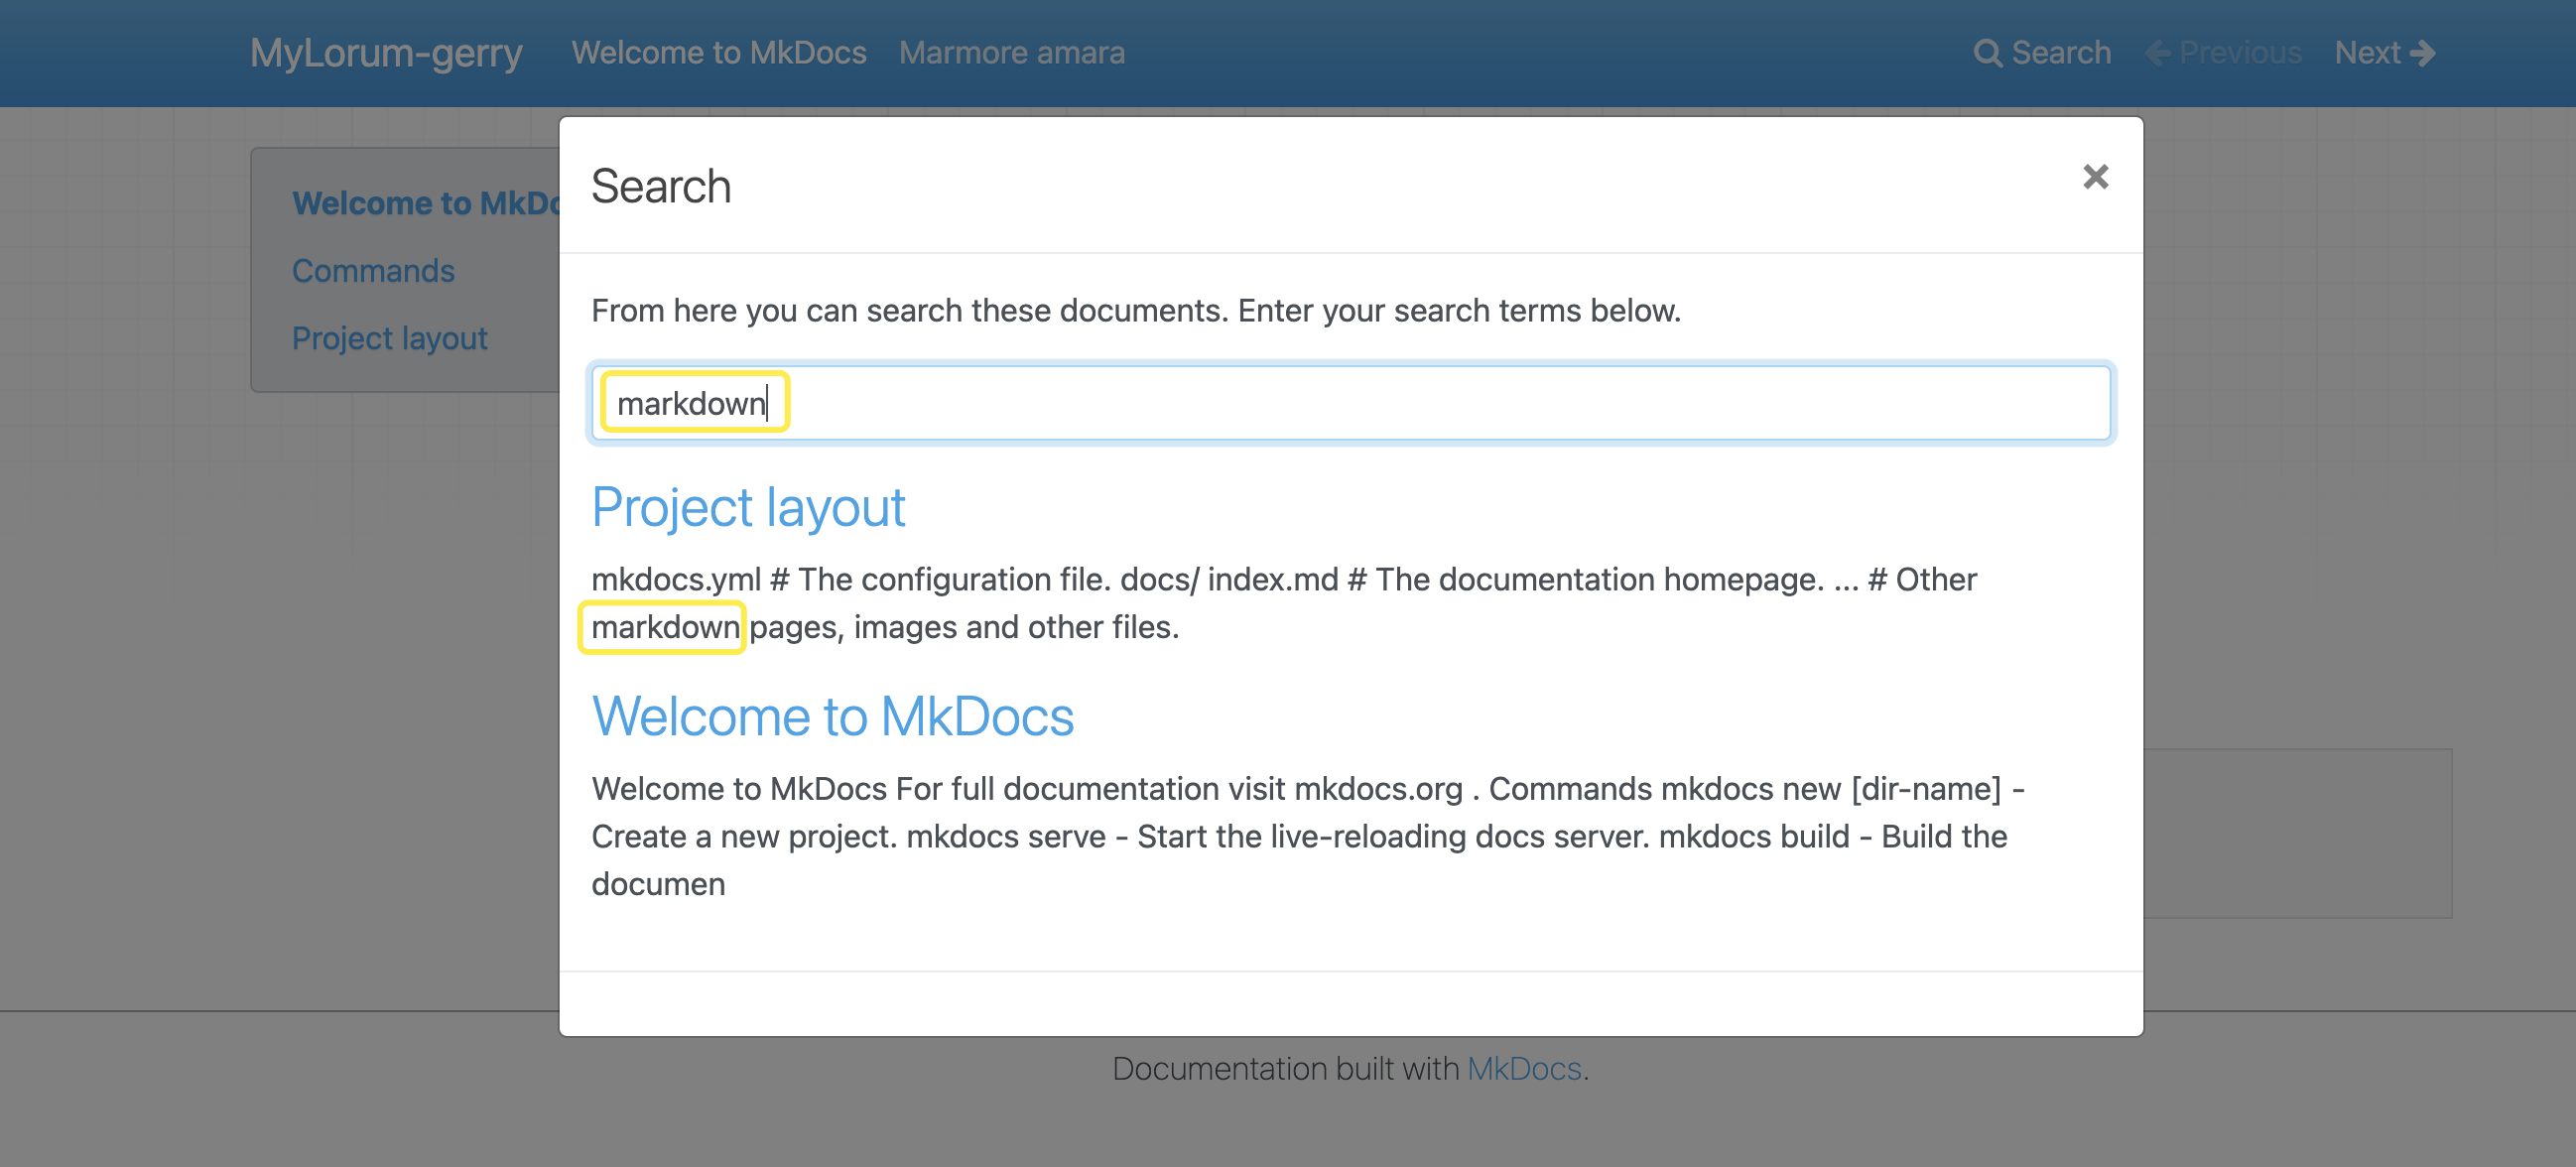 MyLorum-gerry Welcome to MkDocs Marmore amara Search Previous Next
Welcome to MkDo
Commands
Project layout
Search
From here you can search these documents. Enter your search terms below.
markdown
Project layout
mkdocs.yml # The configuration file. docs/ index.md # The documentation homepage. ... # Other
markdown pages, images and other files.
Welcome to MkDocs
Welcome to MkDocs For full documentation visit mkdocs.org . Commands mkdocs new [dir-name] -
Create a new project. mkdocs serve - Start the live-reloading docs server. mkdocs build - Build the
documen
Documentation built with MkDocs.